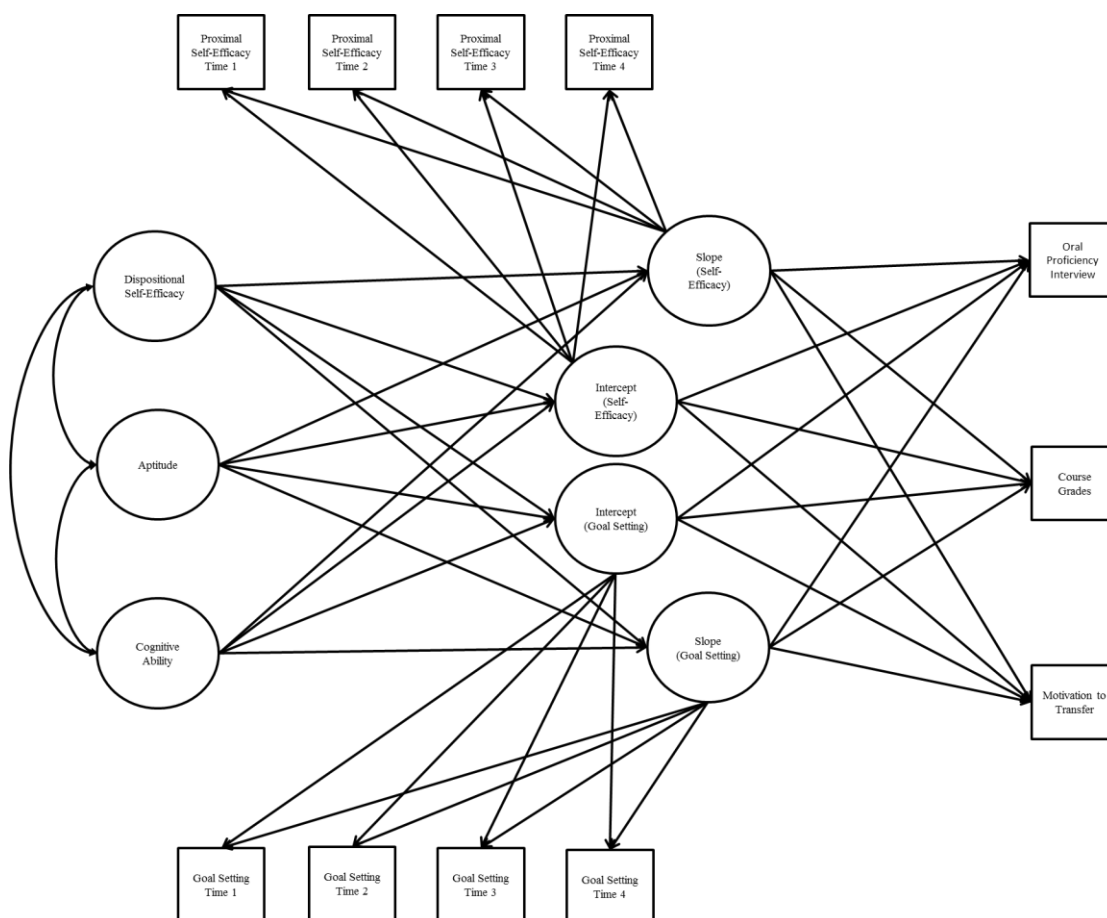 Proximal
Self-Efficacy
Time 1
Proximal
Self-Efficacy
Time 2
Proximal
Self-Efficacy
Time 3
Proximal
Self-Efficacy
Time 4
Dispositional
Self-Efficacy
Aptitude
Cognitive
Ability
Slope
(Self-
Efficacy)
Intercept
(Self-
Efficacy)
Intercept
(Goal Setting)
Slope
(Goal Setting)
Oral
Proficiency
Interview
Course
Grades
Motivation to
Transfer
Goal Setting
Time 1
Goal Setting
Time 2
Goal Setting
Time 3
Goal Setting
Time 4